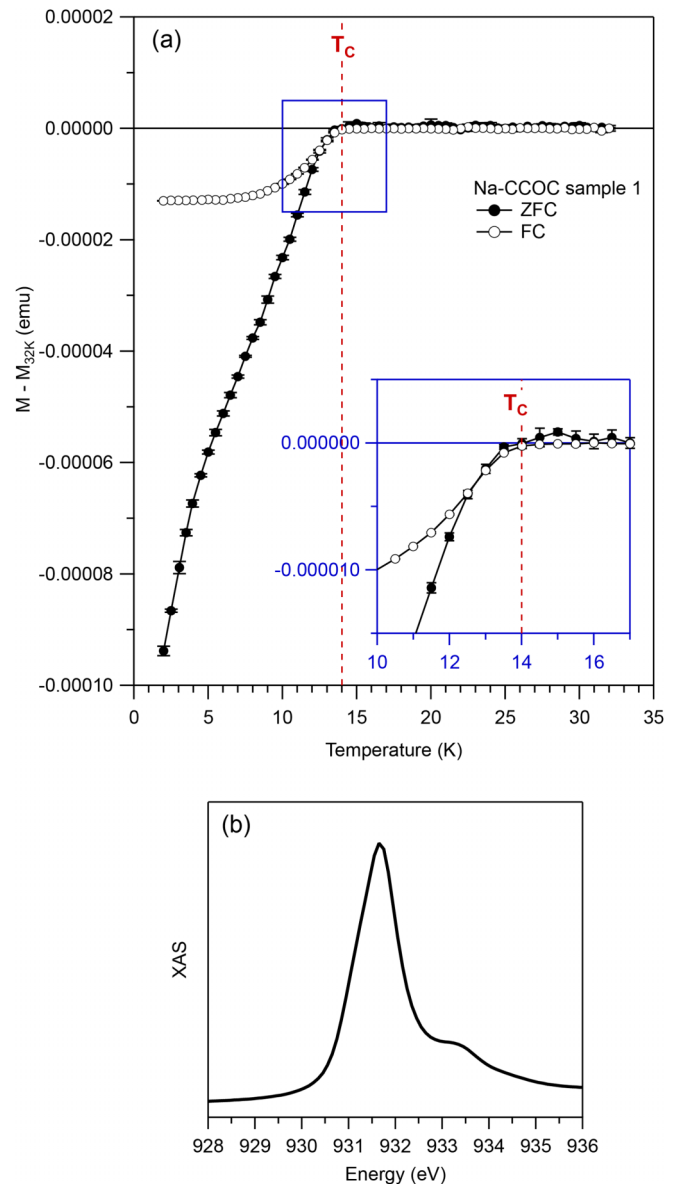 (a)
T_C
0.00002
0.00000
-0.00002
-0.00004
-0.00006
-0.00008
-0.00010
M - M_32K (emu)
Na-CCOC sample 1
ZFC
FC
T_C
0.000000
-0.000010
10 12 14 16
0 5 10 15 20 25 30 35
Temperature (K)
(b)
XAS
928 929 930 931 932 933 934 935 936
Energy (eV)